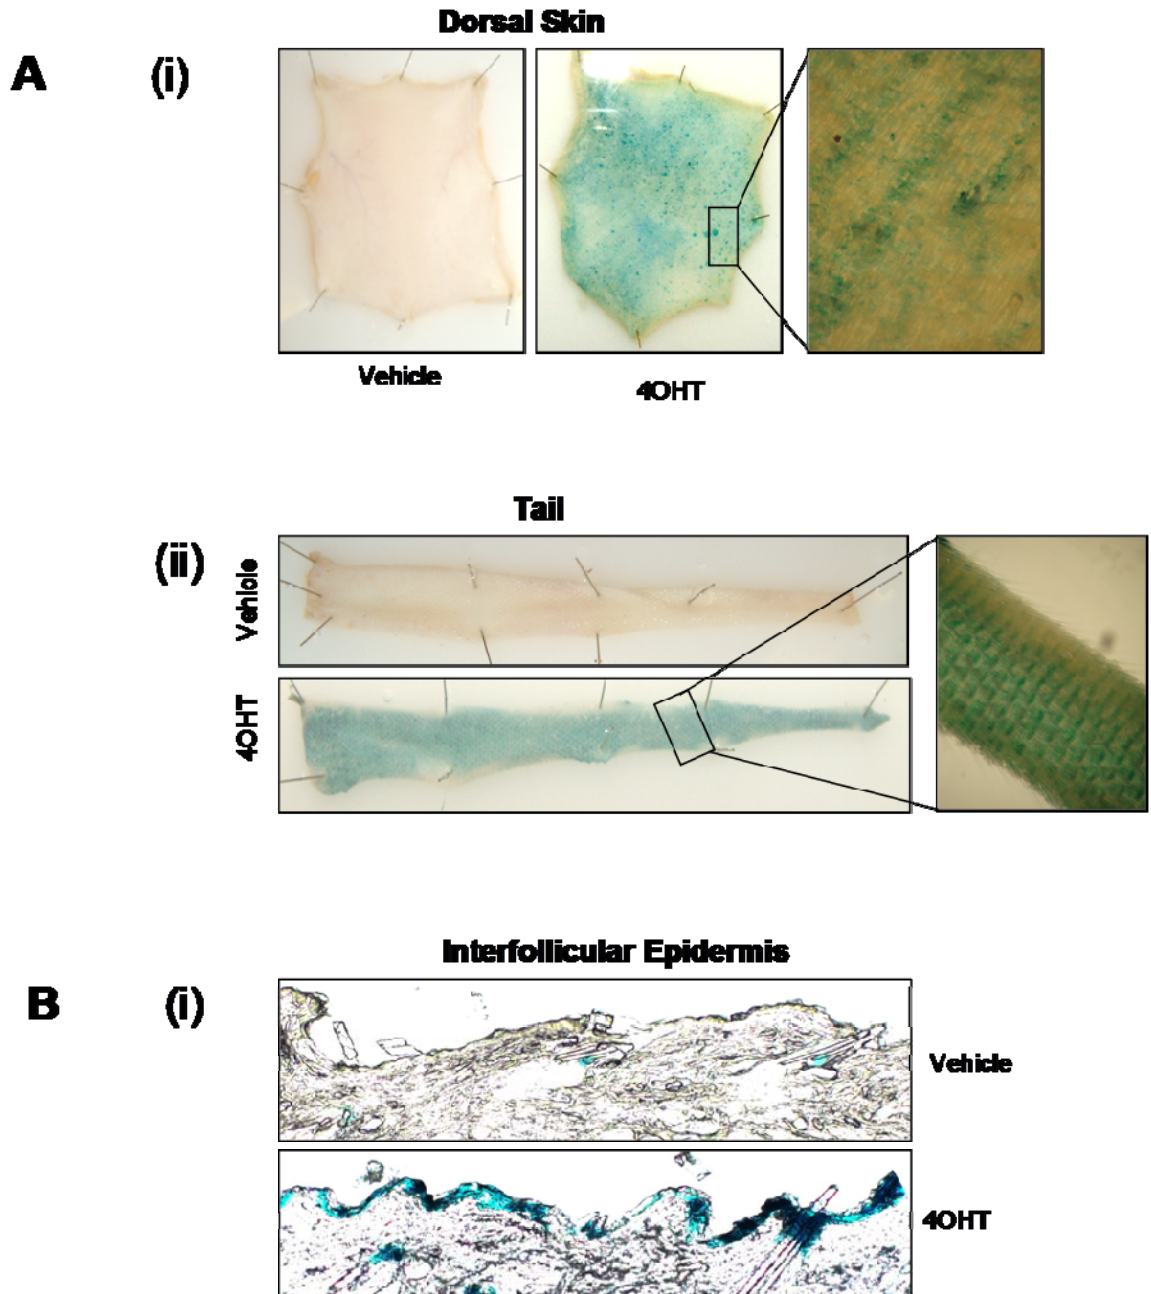 Dorsal Skin
A
(i)
Vehicle
4OHT
Tail
(ii)
Vehicle
4OHT
Interfollicular Epidermis
B
(i)
Vehicle
4OHT